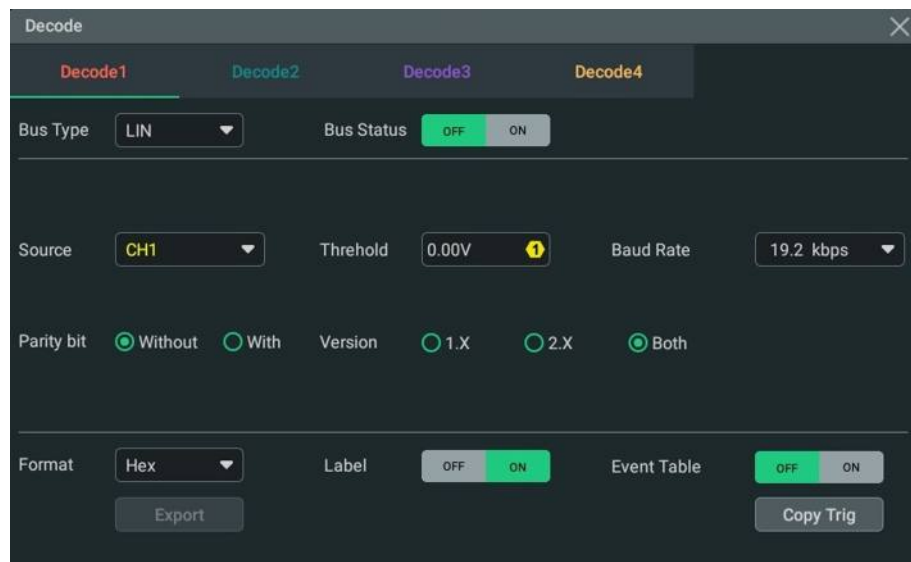 Decode
Decode1 Decode2 Decode3 Decode4
Bus Type LIN Bus Status OFF ON
Source CH1 Threhold 0.00V 1 Baud Rate 19.2 kbps
Parity bit Without With Version 1.X 2.X Both
Format Hex Label OFF ON Event Table OFF ON
Export Copy Trig